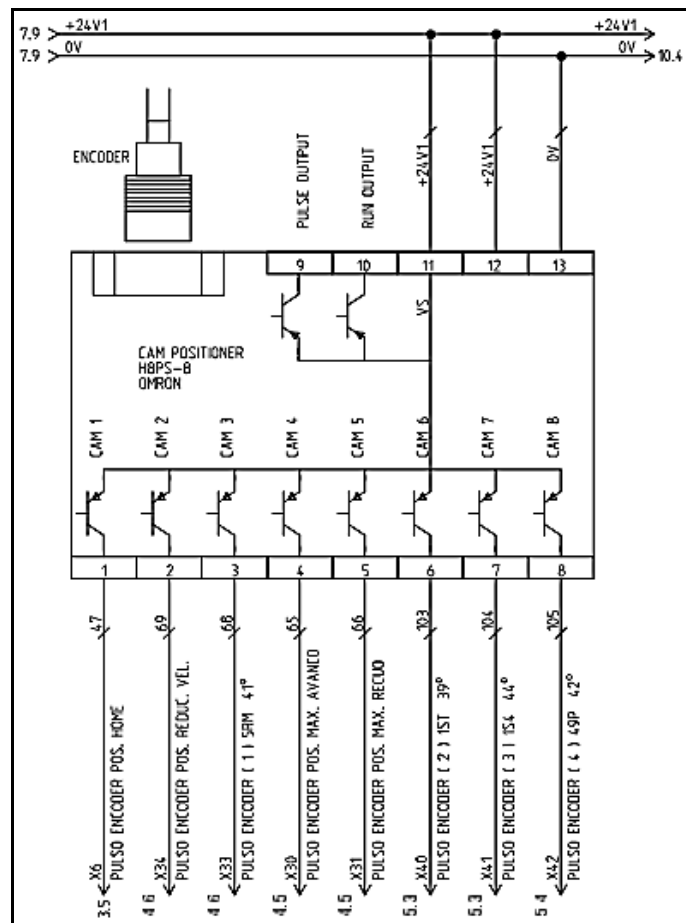 +24V1 +24V1
7.9 0V 0V
7.9 10.4
ENCODER
PULSE OUTPUT
RUN OUTPUT
+24V1
+24V1
0V
9 10 11 12 13
VS
CAM POSITIONER
H8PS-8
OMRON
CAM 1
CAM 2
CAM 3
CAM 4
CAM 5
CAM 6
CAM 7
CAM 8
1 2 3 4 5 6 7 8
47
69
68
65
66
103
104
105
X6
PULSO ENCODER POS. HOME
X34
PULSO ENCODER POS. REDUC. VEL.
X33
PULSO ENCODER ( 1 ) 5RM 41°
X30
PULSO ENCODER POS. MAX. AVANCO
X31
PULSO ENCODER POS. MAX. RECUO
X40
PULSO ENCODER ( 2 ) 1ST 39°
X41
PULSO ENCODER ( 3 ) 1S4 44°
X42
PULSO ENCODER ( 4 ) 49P 42°
3.5
4 6
4 6
4.5
4.5
5.3
5.3
5 4